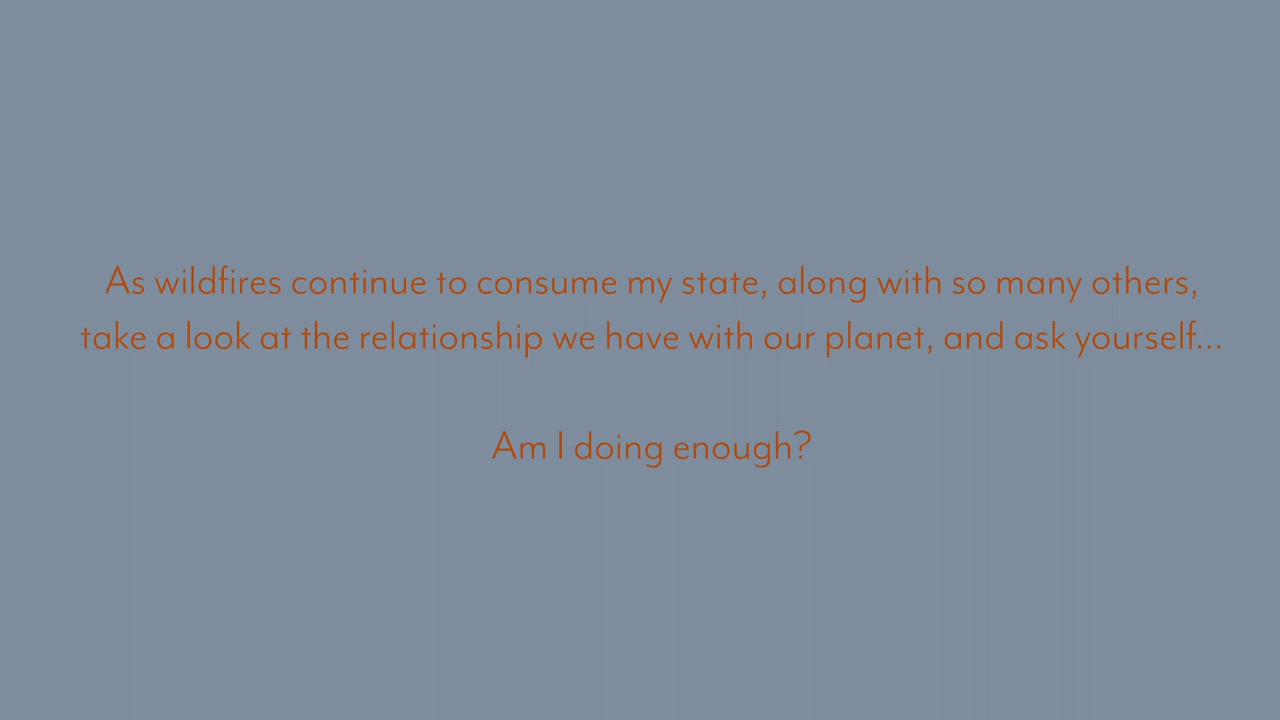 As wildfires continue to consume my state, along with so many others,
take a look at the relationship we have with our planet, and ask yourself...
Am I doing enough?